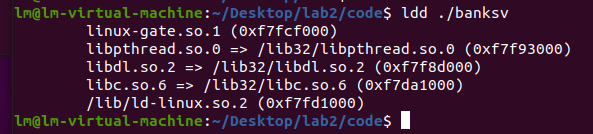 lm@lm-virtual-machine:~/Desktop/lab2/code$ ldd ./banksv
linux-gate.so.1 (0xf7fcf000)
libpthread.so.0 => /lib32/libpthread.so.0 (0xf7f93000)
libdl.so.2 => /lib32/libdl.so.2 (0xf7f8d000)
libc.so.6 => /lib32/libc.so.6 (0xf7da1000)
/lib/ld-linux.so.2 (0xf7fd1000)
lm@lm-virtual-machine:~/Desktop/lab2/code$